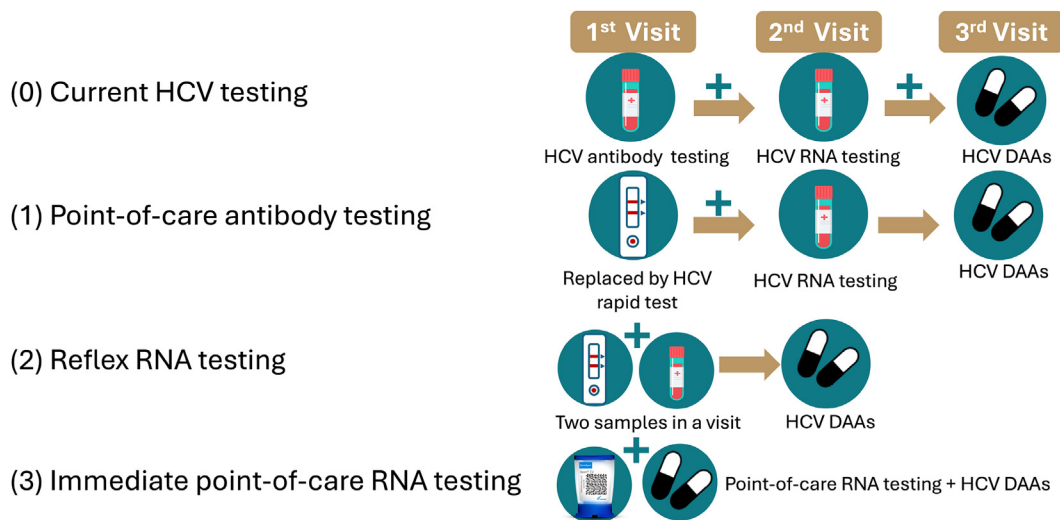 1st Visit
2nd Visit
3rd Visit
(0) Current HCV testing
HCV antibody testing
HCV RNA testing
HCV DAAs
(1) Point-of-care antibody testing
Replaced by HCV
rapid test
HCV RNA testing
HCV DAAs
(2) Reflex RNA testing
Two samples in a visit
HCV DAAs
(3) Immediate point-of-care RNA testing
Point-of-care RNA testing + HCV DAAs